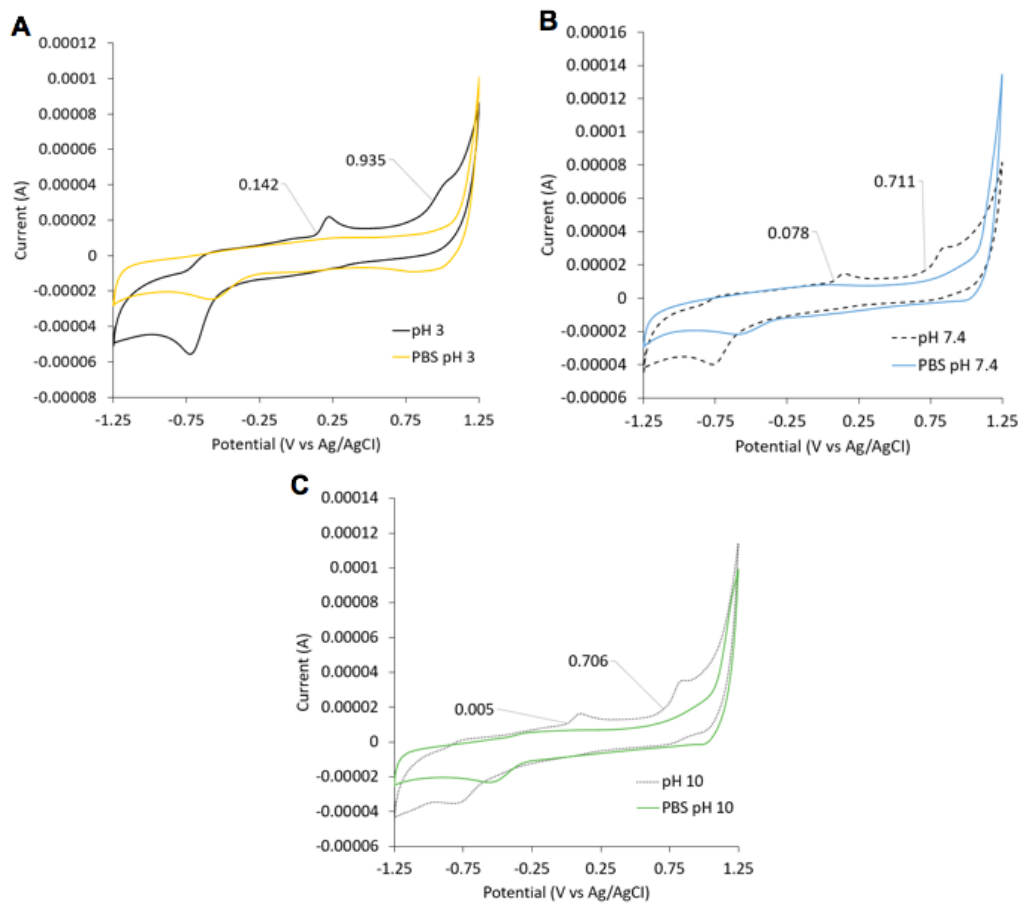 A
Current (A)
0.00012
0.0001
0.00008
0.00006
0.00004
0.00002
0
-0.00002
-0.00004
-0.00006
-0.00008
0.142
0.935
pH 3
PBS pH 3
-1.25 -0.75 -0.25 0.25 0.75 1.25
Potential (V vs Ag/AgCl)
B
Current (A)
0.00016
0.00014
0.00012
0.0001
0.00008
0.00006
0.00004
0.00002
0
-0.00002
-0.00004
-0.00006
0.711
0.078
pH 7.4
PBS pH 7.4
-1.25 -0.75 -0.25 0.25 0.75 1.25
Potential (V vs Ag/AgCl)
C
Current (A)
0.00014
0.00012
0.0001
0.00008
0.00006
0.00004
0.00002
0
-0.00002
-0.00004
-0.00006
0.706
0.005
pH 10
PBS pH 10
-1.25 -0.75 -0.25 0.25 0.75 1.25
Potential (V vs Ag/AgCl)